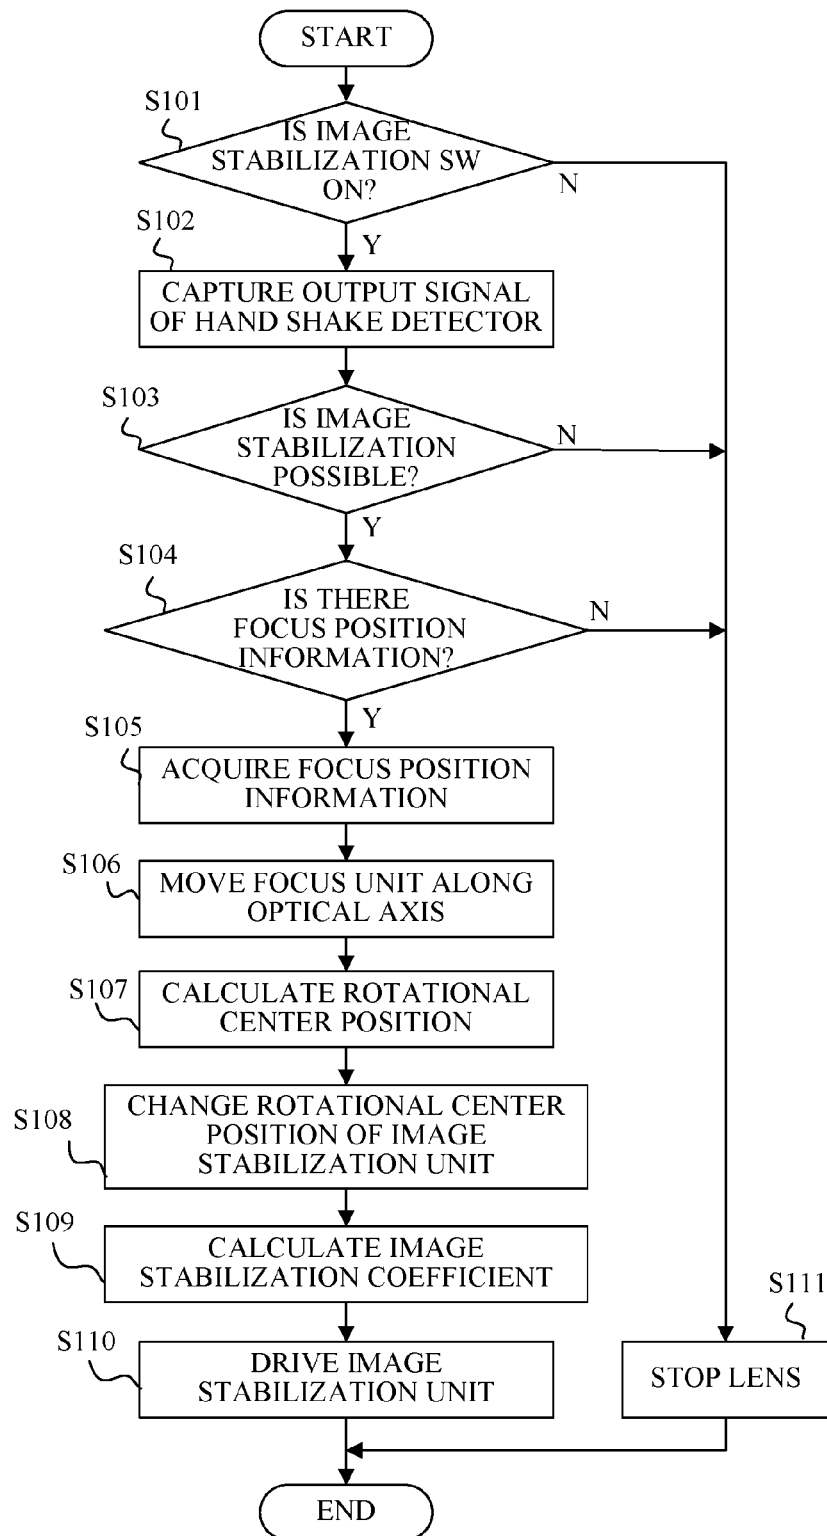 START
S101
IS IMAGE
STABILIZATION SW
ON?
N
S102
Y
CAPTURE OUTPUT SIGNAL
OF HAND SHAKE DETECTOR
S103
IS IMAGE
STABILIZATION
POSSIBLE?
N
Y
S104
IS THERE
FOCUS POSITION
INFORMATION?
N
Y
S105
ACQUIRE FOCUS POSITION
INFORMATION
S106
MOVE FOCUS UNIT ALONG
OPTICAL AXIS
S107
CALCULATE ROTATIONAL
CENTER POSITION
S108
CHANGE ROTATIONAL CENTER
POSITION OF IMAGE
STABILIZATION UNIT
S109
CALCULATE IMAGE
STABILIZATION COEFFICIENT
S110
DRIVE IMAGE
STABILIZATION UNIT
S111
STOP LENS
END